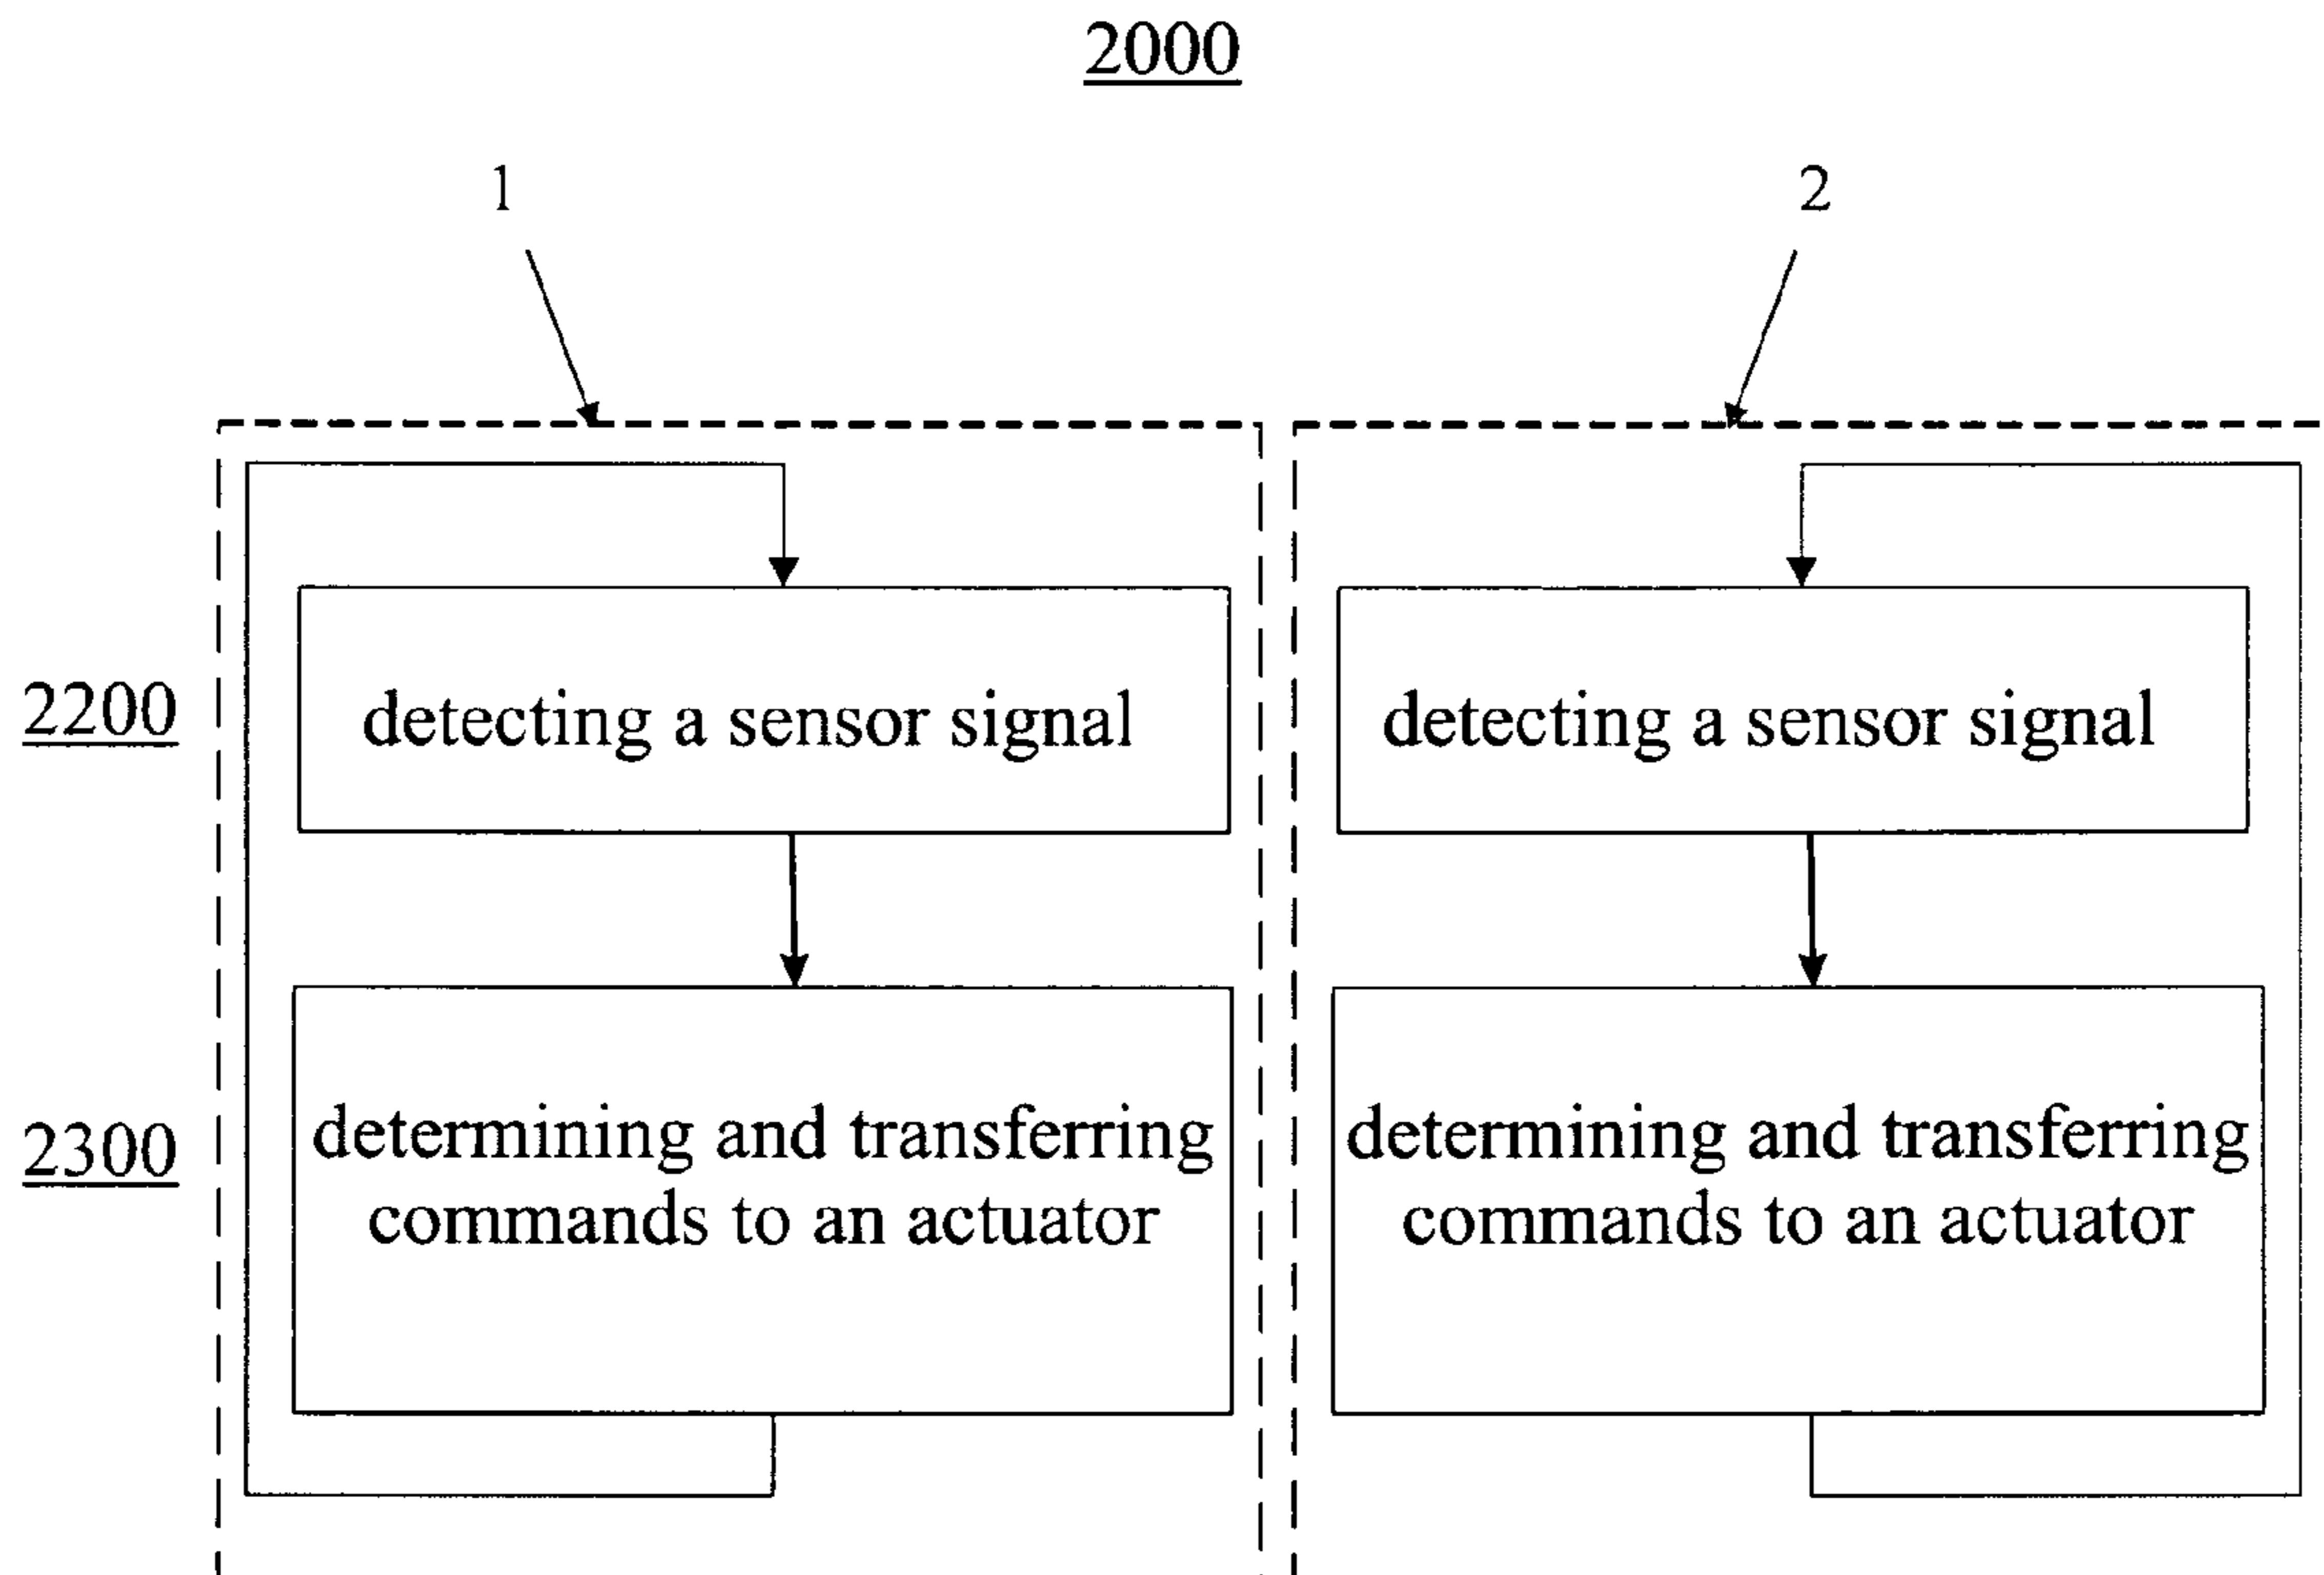 2000
1
2
2200
detecting a sensor signal
detecting a sensor signal
2300
determining and transferring
commands to an actuator
determining and transferring
commands to an actuator